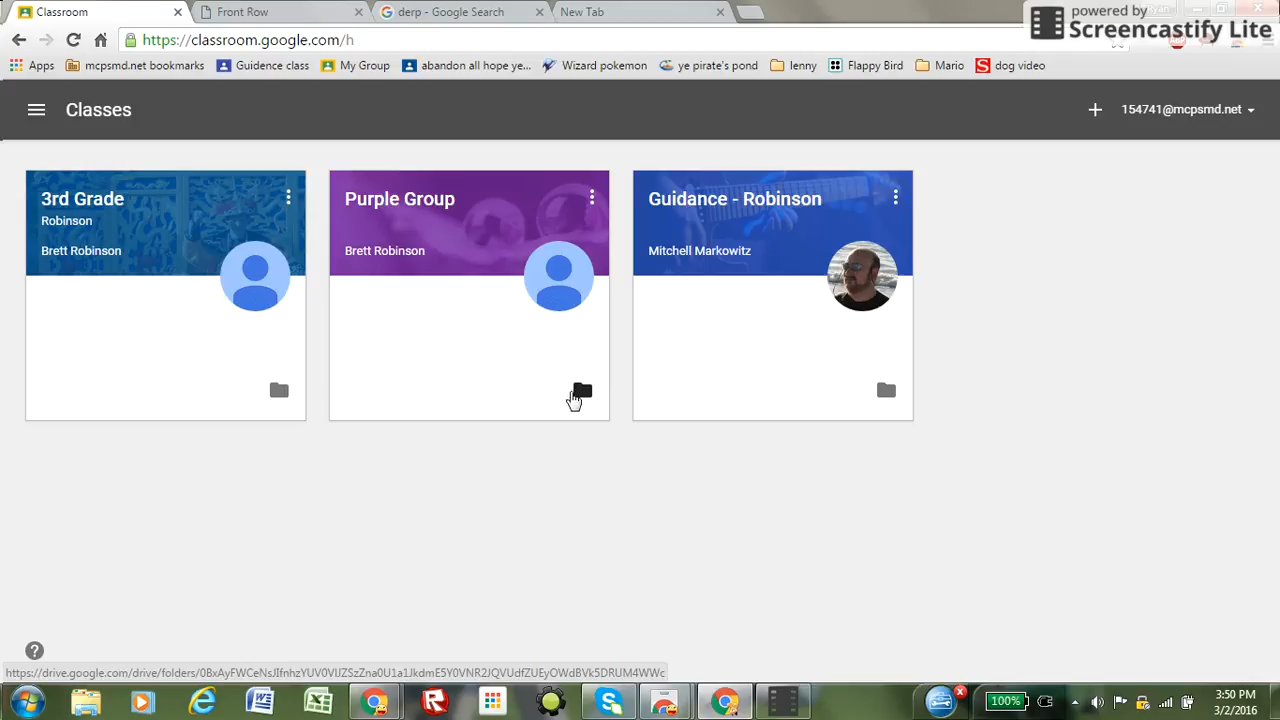 Classroom
Front Row
derp - Google Search
New Tab
powered by
Screencastify Lite
https://classroom.google.com/h
Apps
mcpsmd.net bookmarks
Guidence class
My Group
abandon all hope ye...
Wizard pokemon
ye pirate's pond
lenny
Flappy Bird
Mario
dog video
Classes
154741@mcpsmd.net
3rd Grade
Robinson
Brett Robinson
Purple Group
Brett Robinson
Guidance - Robinson
Mitchell Markowitz
https://drive.google.com/drive/folders/0BxAyFWCeNsJIfnhzYUV0VlJZSzZna0U1a1JkdmE5Y0VNR2JQVUdfZUEyOWdBVk5DRUM4WWc
100%
3:50 PM
3/2/2016